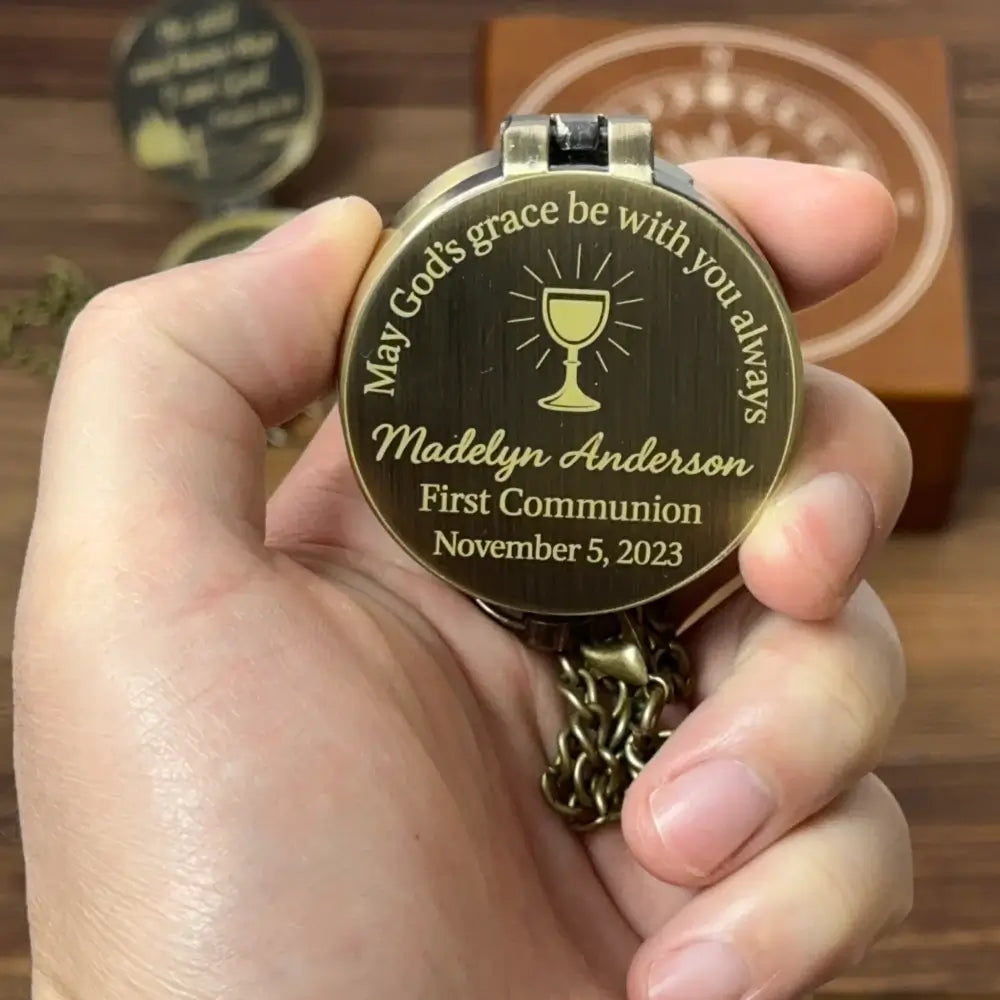 May God's grace be with you always
Madelyn Anderson
First Communion
November 5, 2023